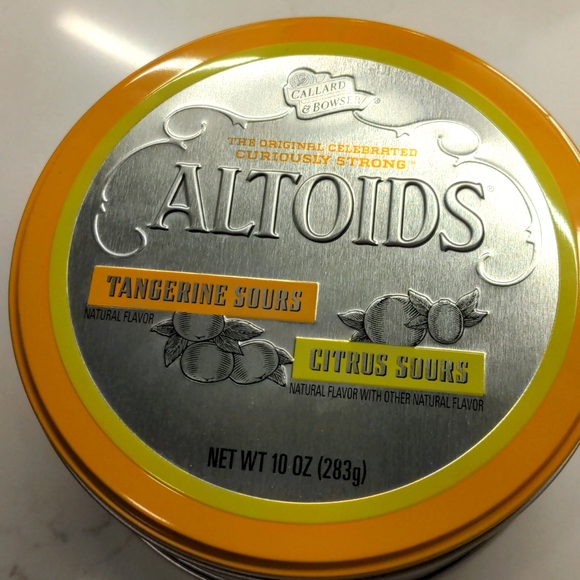 CALLARD
& BOWSER®
THE ORIGINAL CELEBRATED
CURIOUSLY STRONG™
ALTOIDS®
TANGERINE SOURS
NATURAL FLAVOR
CITRUS SOURS
NATURAL FLAVOR WITH OTHER NATURAL FLAVOR
NET WT 10 OZ (283g)